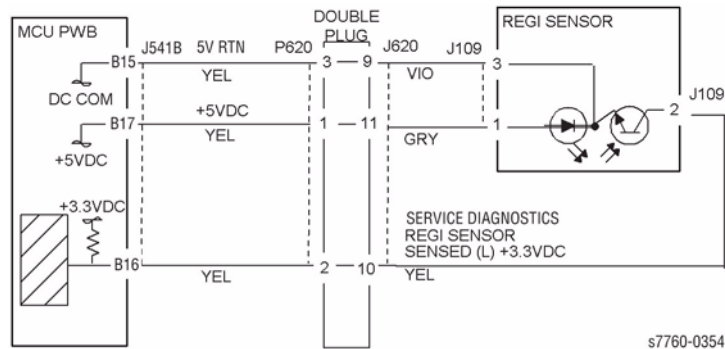 MCU PWB
J541B
5V RTN
P620
DOUBLE
PLUG
J620
J109
REGI SENSOR
B15
YEL
3
9
VIO
3
DC COM
J109
2
B17
+5VDC
YEL
1
11
GRY
1
+5VDC
+3.3VDC
SERVICE DIAGNOSTICS
REGI SENSOR
SENSED (L) +3.3VDC
B16
YEL
2
10
YEL
s7760-0354